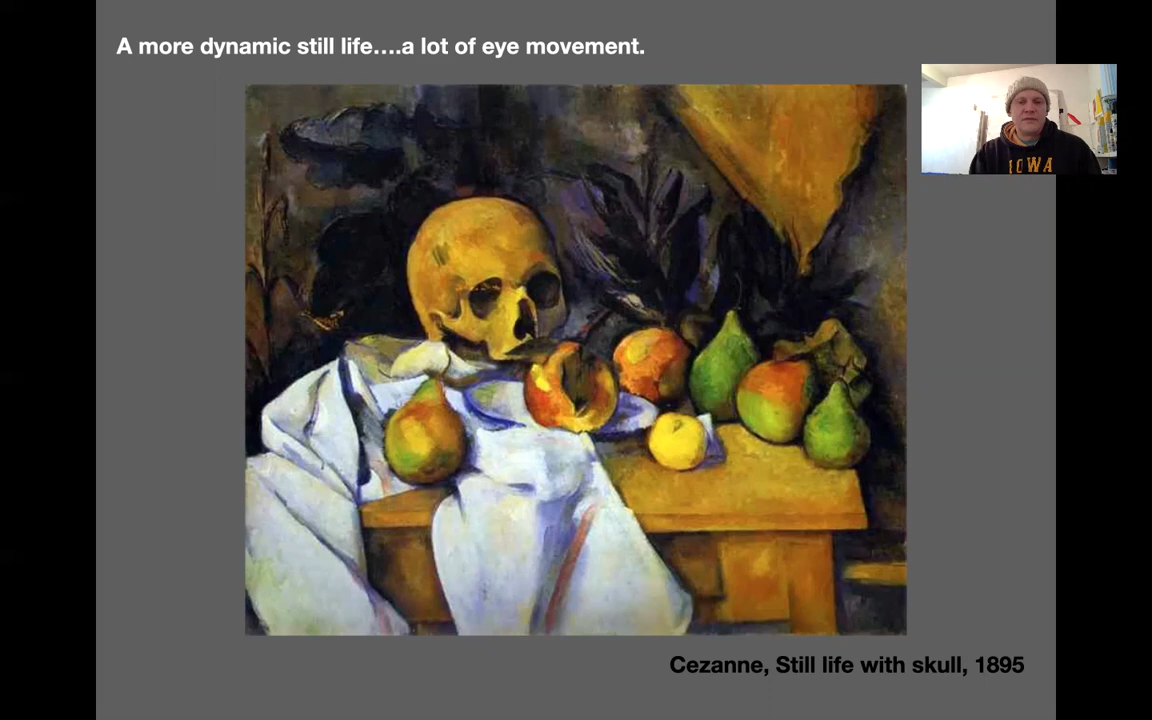 A more dynamic still life....a lot of eye movement.
IOWA
Cezanne, Still life with skull, 1895